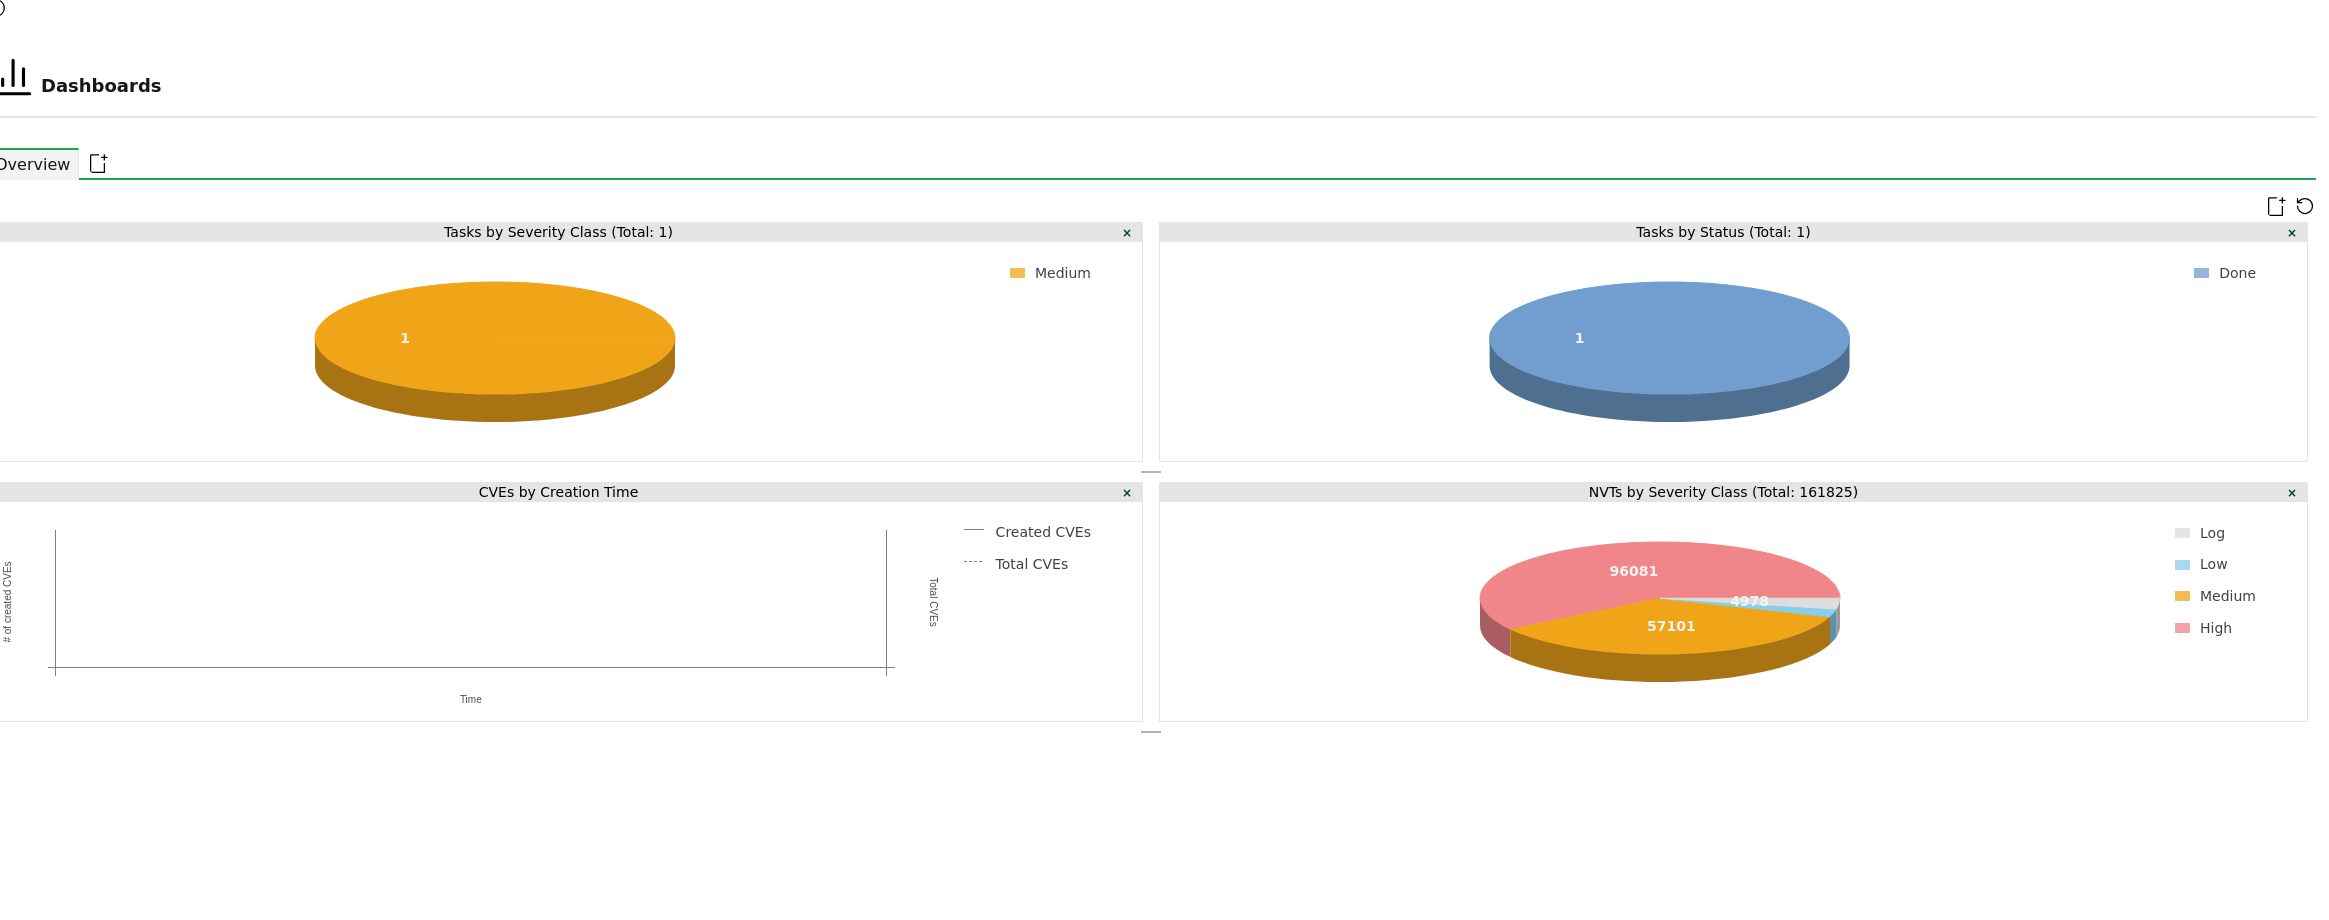 Dashboards
Overview
Tasks by Severity Class (Total: 1) ×
Medium
1
Tasks by Status (Total: 1) ×
Done
1
CVEs by Creation Time ×
Created CVEs
Total CVEs
# of created CVEs
Total CVEs
Time
NVTs by Severity Class (Total: 161825) ×
Log
Low
Medium
High
96081
4978
57101